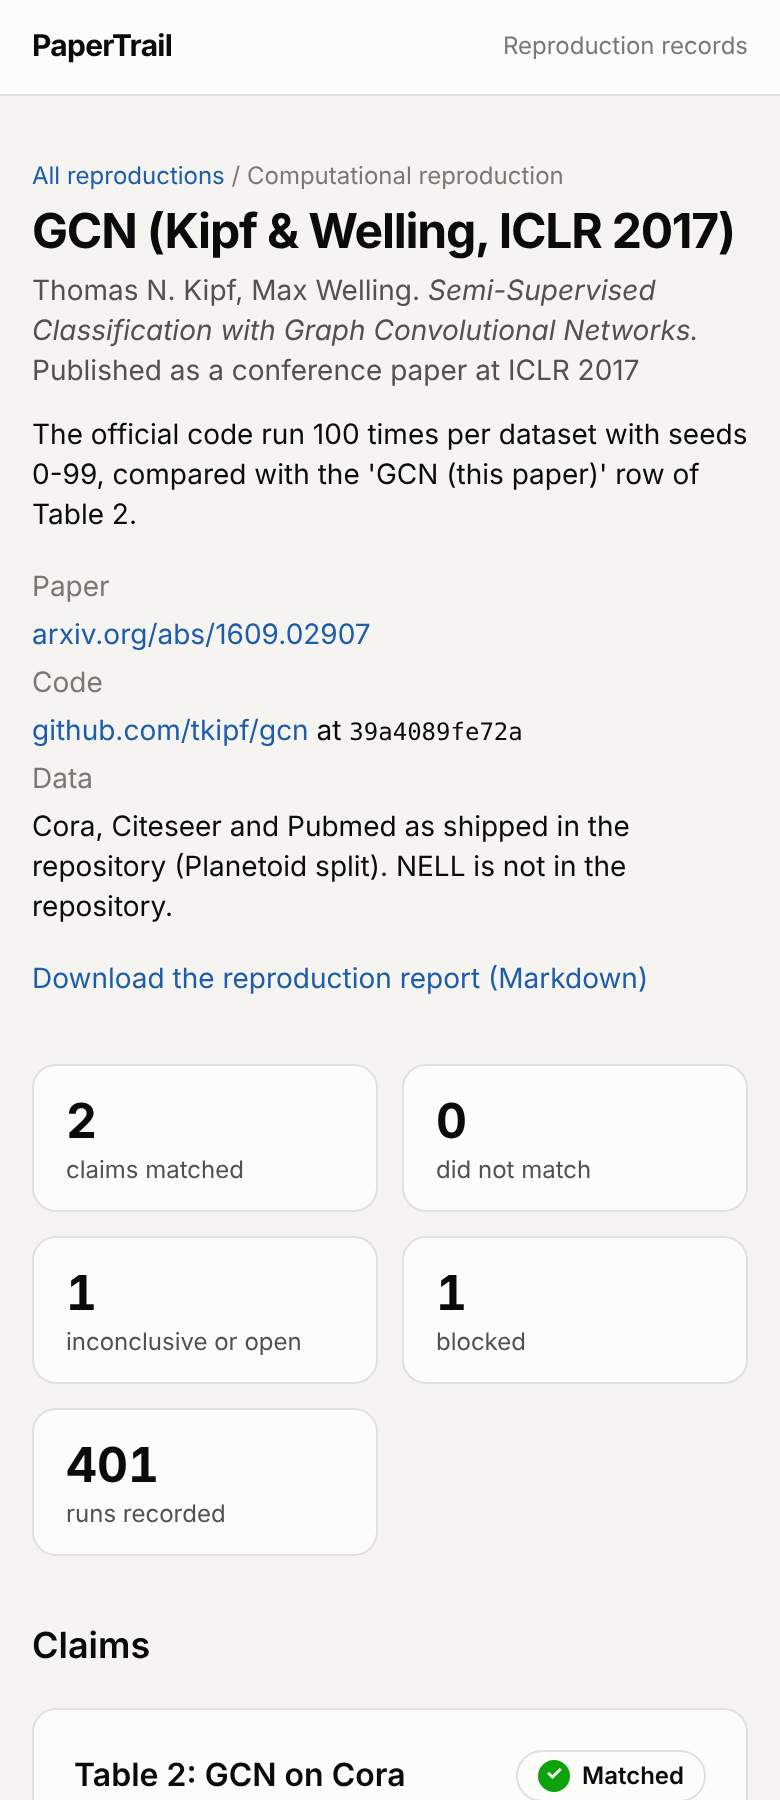 PaperTrail
Reproduction records
All reproductions / Computational reproduction
GCN (Kipf & Welling, ICLR 2017)
Thomas N. Kipf, Max Welling. Semi-Supervised
Classification with Graph Convolutional Networks.
Published as a conference paper at ICLR 2017
The official code run 100 times per dataset with seeds
0-99, compared with the 'GCN (this paper)' row of
Table 2.
Paper
arxiv.org/abs/1609.02907
Code
github.com/tkipf/gcn at 39a4089fe72a
Data
Cora, Citeseer and Pubmed as shipped in the
repository (Planetoid split). NELL is not in the
repository.
Download the reproduction report (Markdown)
2
claims matched
0
did not match
1
inconclusive or open
1
blocked
401
runs recorded
Claims
Table 2: GCN on Cora
Matched